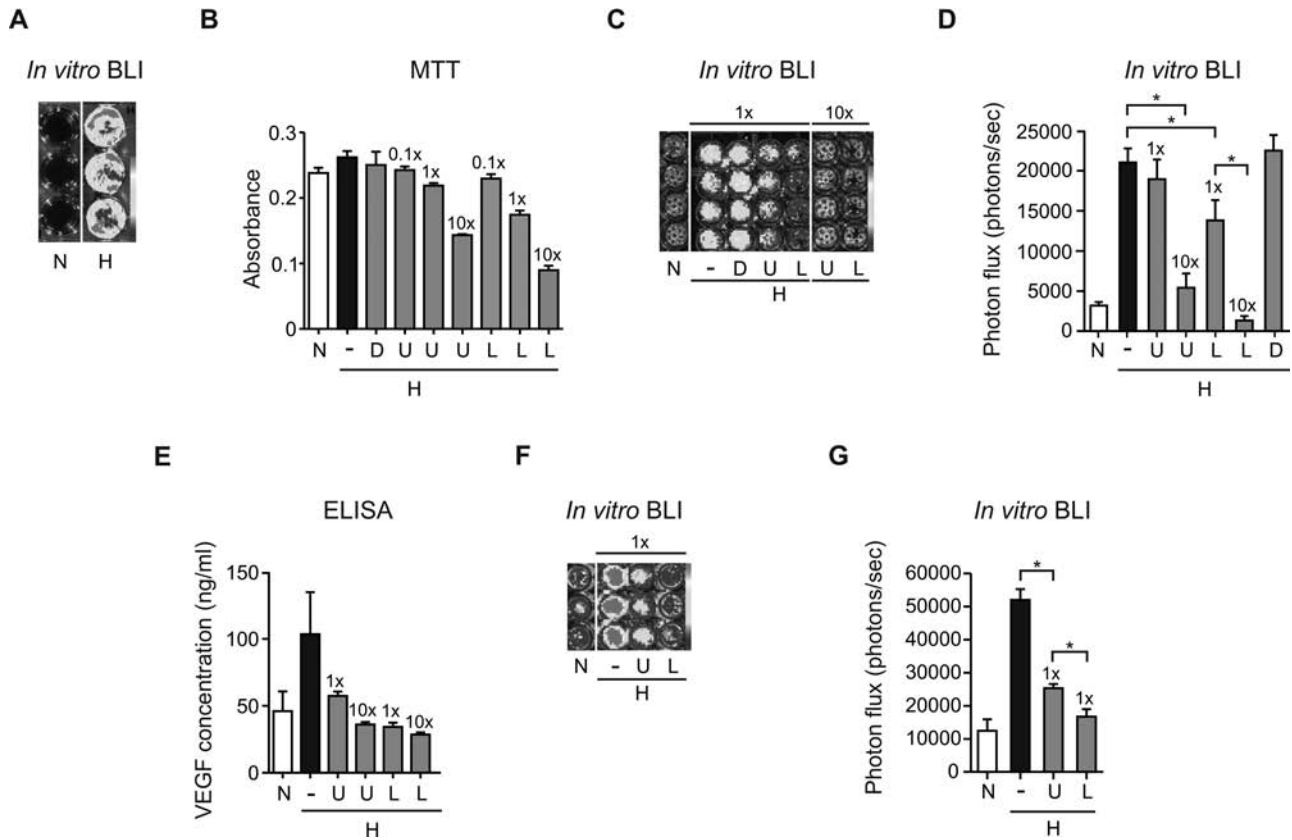 A
In vitro BLI
N H
B
MTT
Absorbance
0.3
0.2
0.1
0
0.1x 1x 10x 0.1x 1x 10x
N - D U U U L L L
H
C
In vitro BLI
1x 10x
N - D U L U L
H
D
In vitro BLI
Photon flux (photons/sec)
25000
20000
15000
10000
5000
0
* * *
1x 10x 1x 10x
N - U U L L D
H
E
ELISA
VEGF concentration (ng/ml)
150
100
50
0
1x 10x 1x 10x
N - U U L L
H
F
In vitro BLI
1x
N - U L
H
G
In vitro BLI
Photon flux (photons/sec)
60000
50000
40000
30000
20000
10000
0
* *
1x 1x
N - U L
H